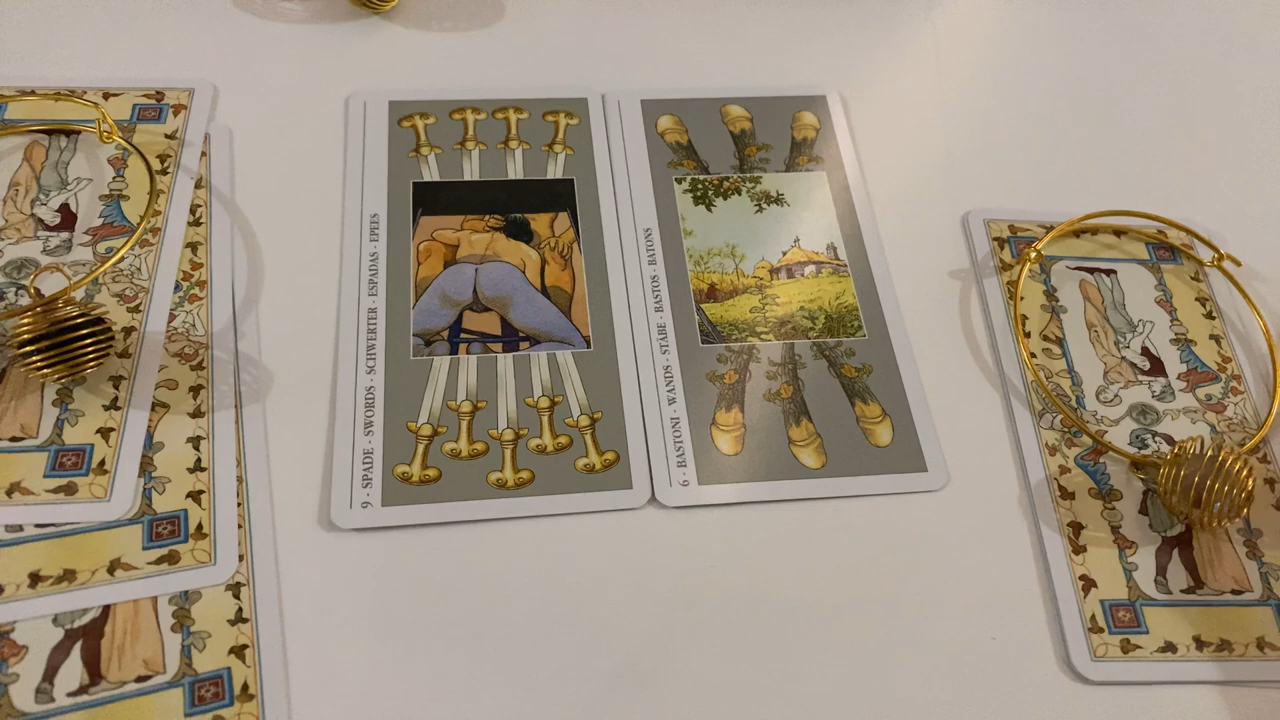 9 - SPADE - SWORDS - SCHWERTER - ESPADAS - EPEES
6 - BASTONI - WANDS - STÄBE - BASTOS - BATONS